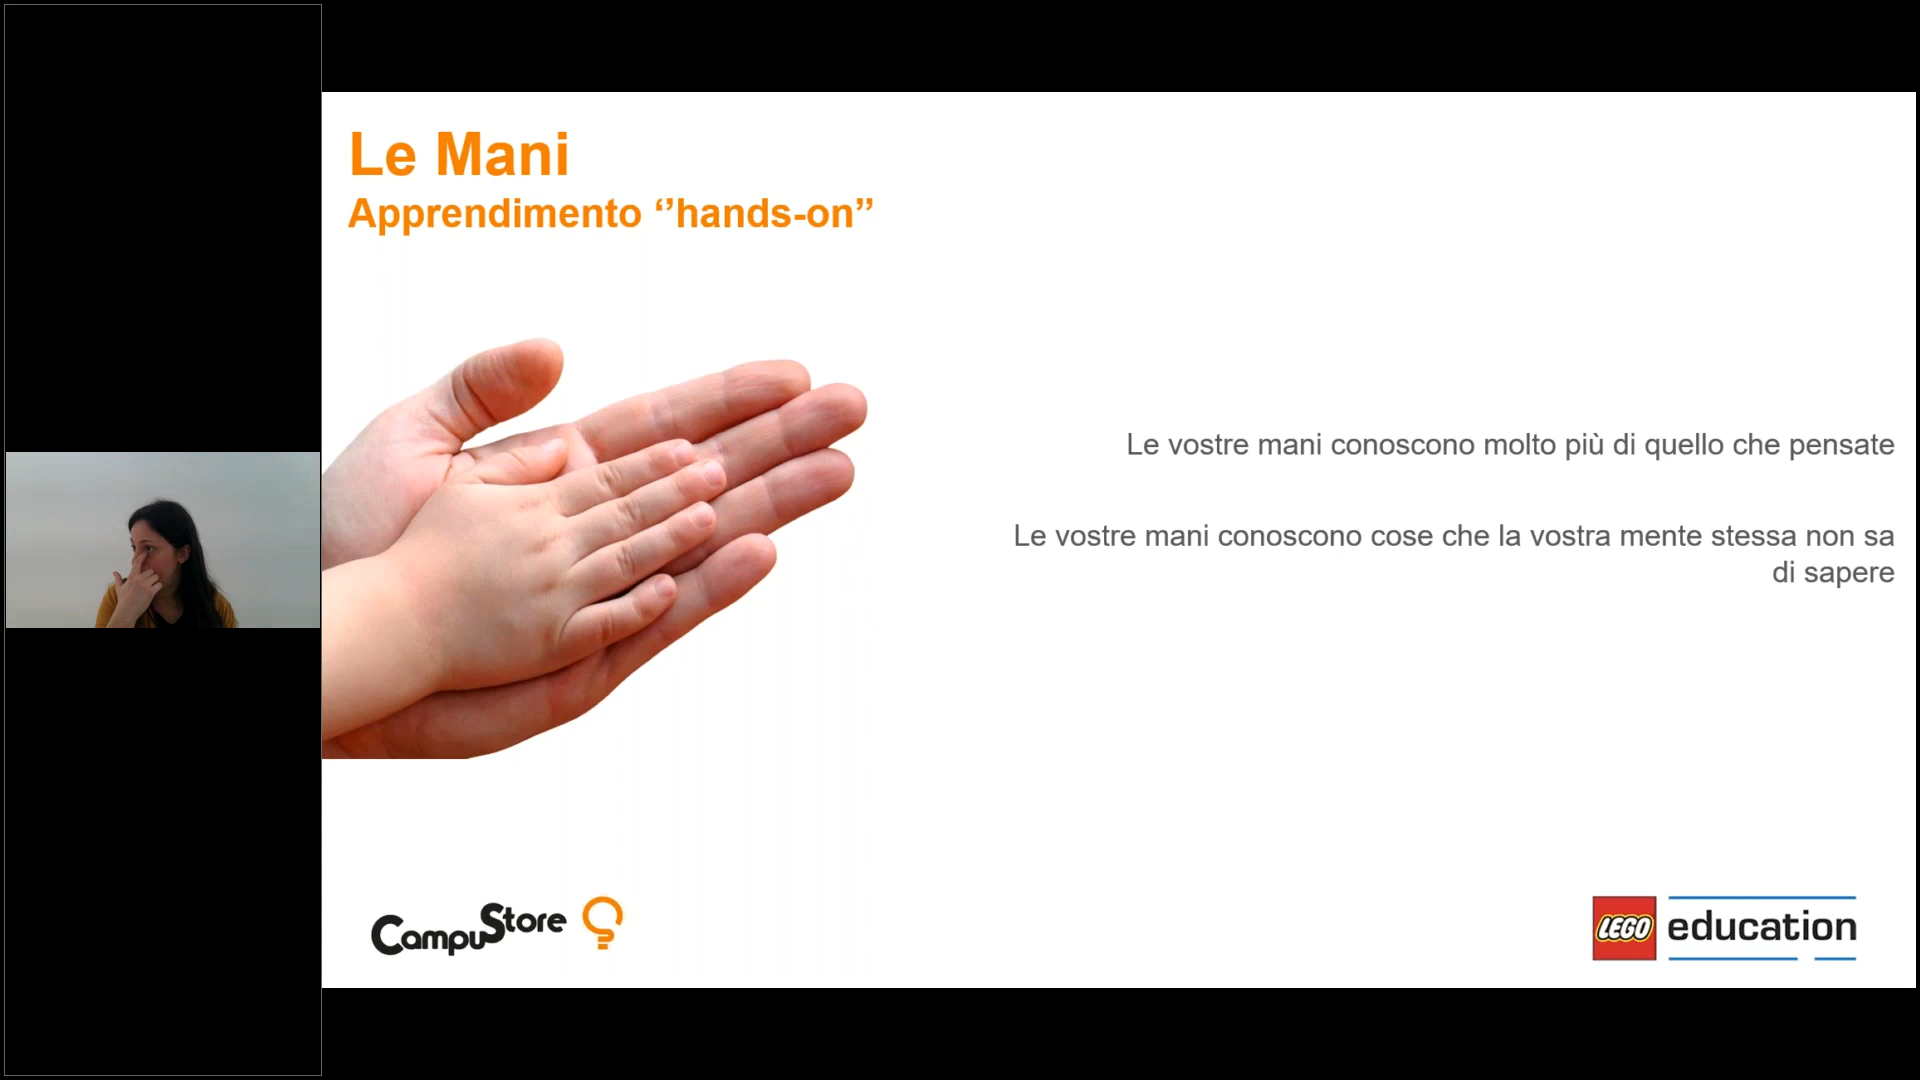 Le Mani
Apprendimento ‘’hands-on’’
Le vostre mani conoscono molto più di quello che pensate
Le vostre mani conoscono cose che la vostra mente stessa non sa
di sapere
CampuStore
LEGO education